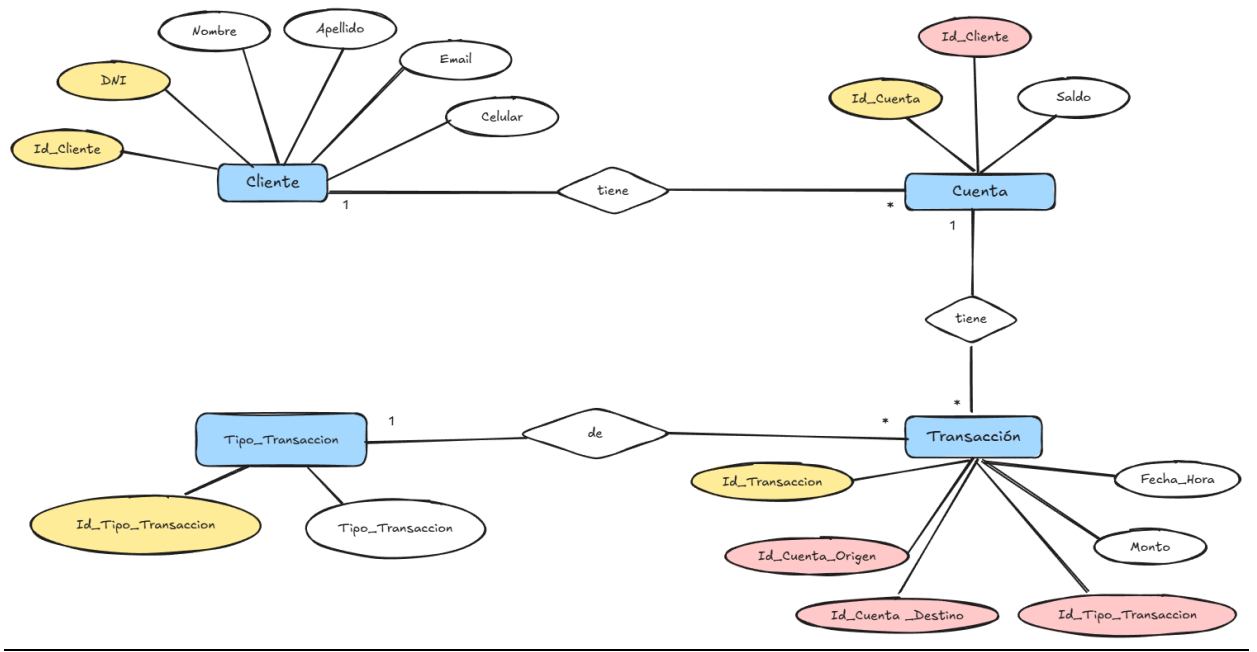 Nombre
Apellido
Email
DNI
Celular
Id_Cliente
Cliente
1
tiene
*
Id_Cliente
Id_Cuenta
Saldo
Cuenta
1
tiene
*
Tipo_Transaccion
1
de
*
Transacción
Id_Tipo_Transaccion
Tipo_Transaccion
Id_Transaccion
Fecha_Hora
Id_Cuenta_Origen
Monto
Id_Cuenta _Destino
Id_Tipo_Transaccion